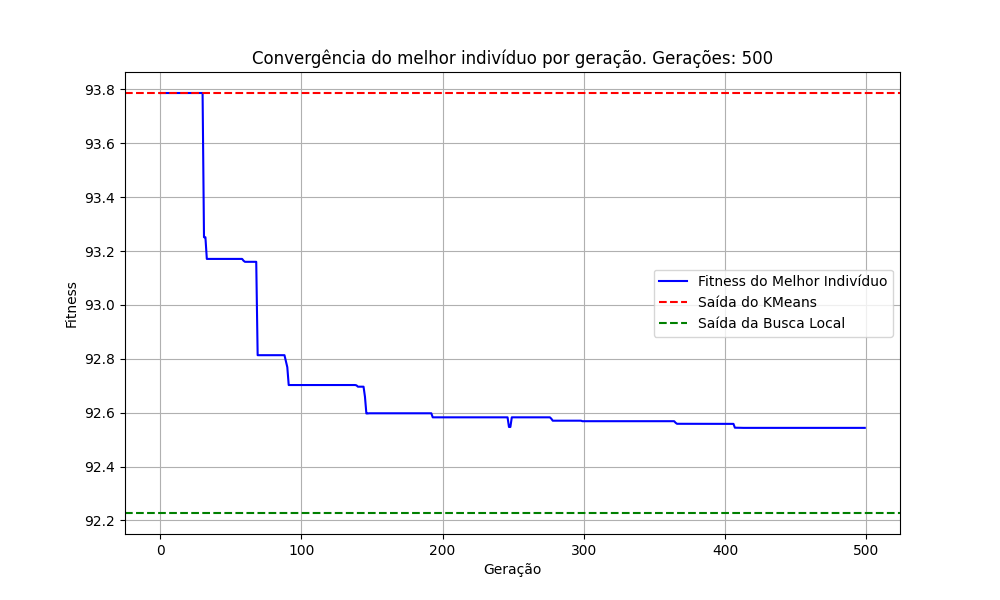 Convergência do melhor indivíduo por geração. Gerações: 500
93.8
93.6
93.4
93.2
93.0
92.8
92.6
92.4
92.2
Fitness
Fitness do Melhor Indivíduo
Saída do KMeans
Saída da Busca Local
0 100 200 300 400 500
Geração